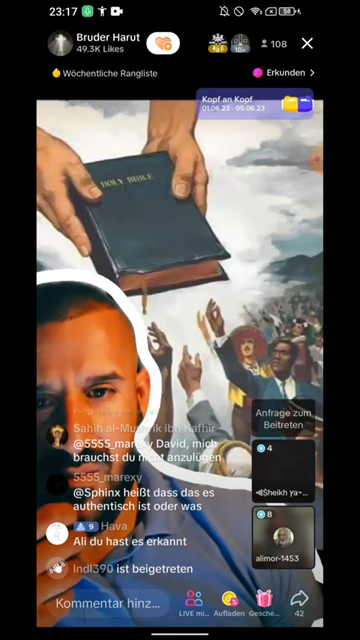 23:17
58
Bruder Harut
49.3K Likes
108
Wöchentliche Rangliste
Erkunden
Kopf an Kopf
01.06.23 - 05.06.23
HOLY BIBLE
Anfrage zum
Beitreten
Sahih al-Mushrik ibn Kafhir
@5555_marexy David, mich
brauchst du nicht anzulügen
4
5555_marexy
@Sphinx heißt dass das es
authentisch ist oder was
9 Hava
Ali du hast es erkannt
8
alimor-1453
Indl390 ist beigetreten
Kommentar hinz...
LIVE mi...
Aufladen
Gesche...
42